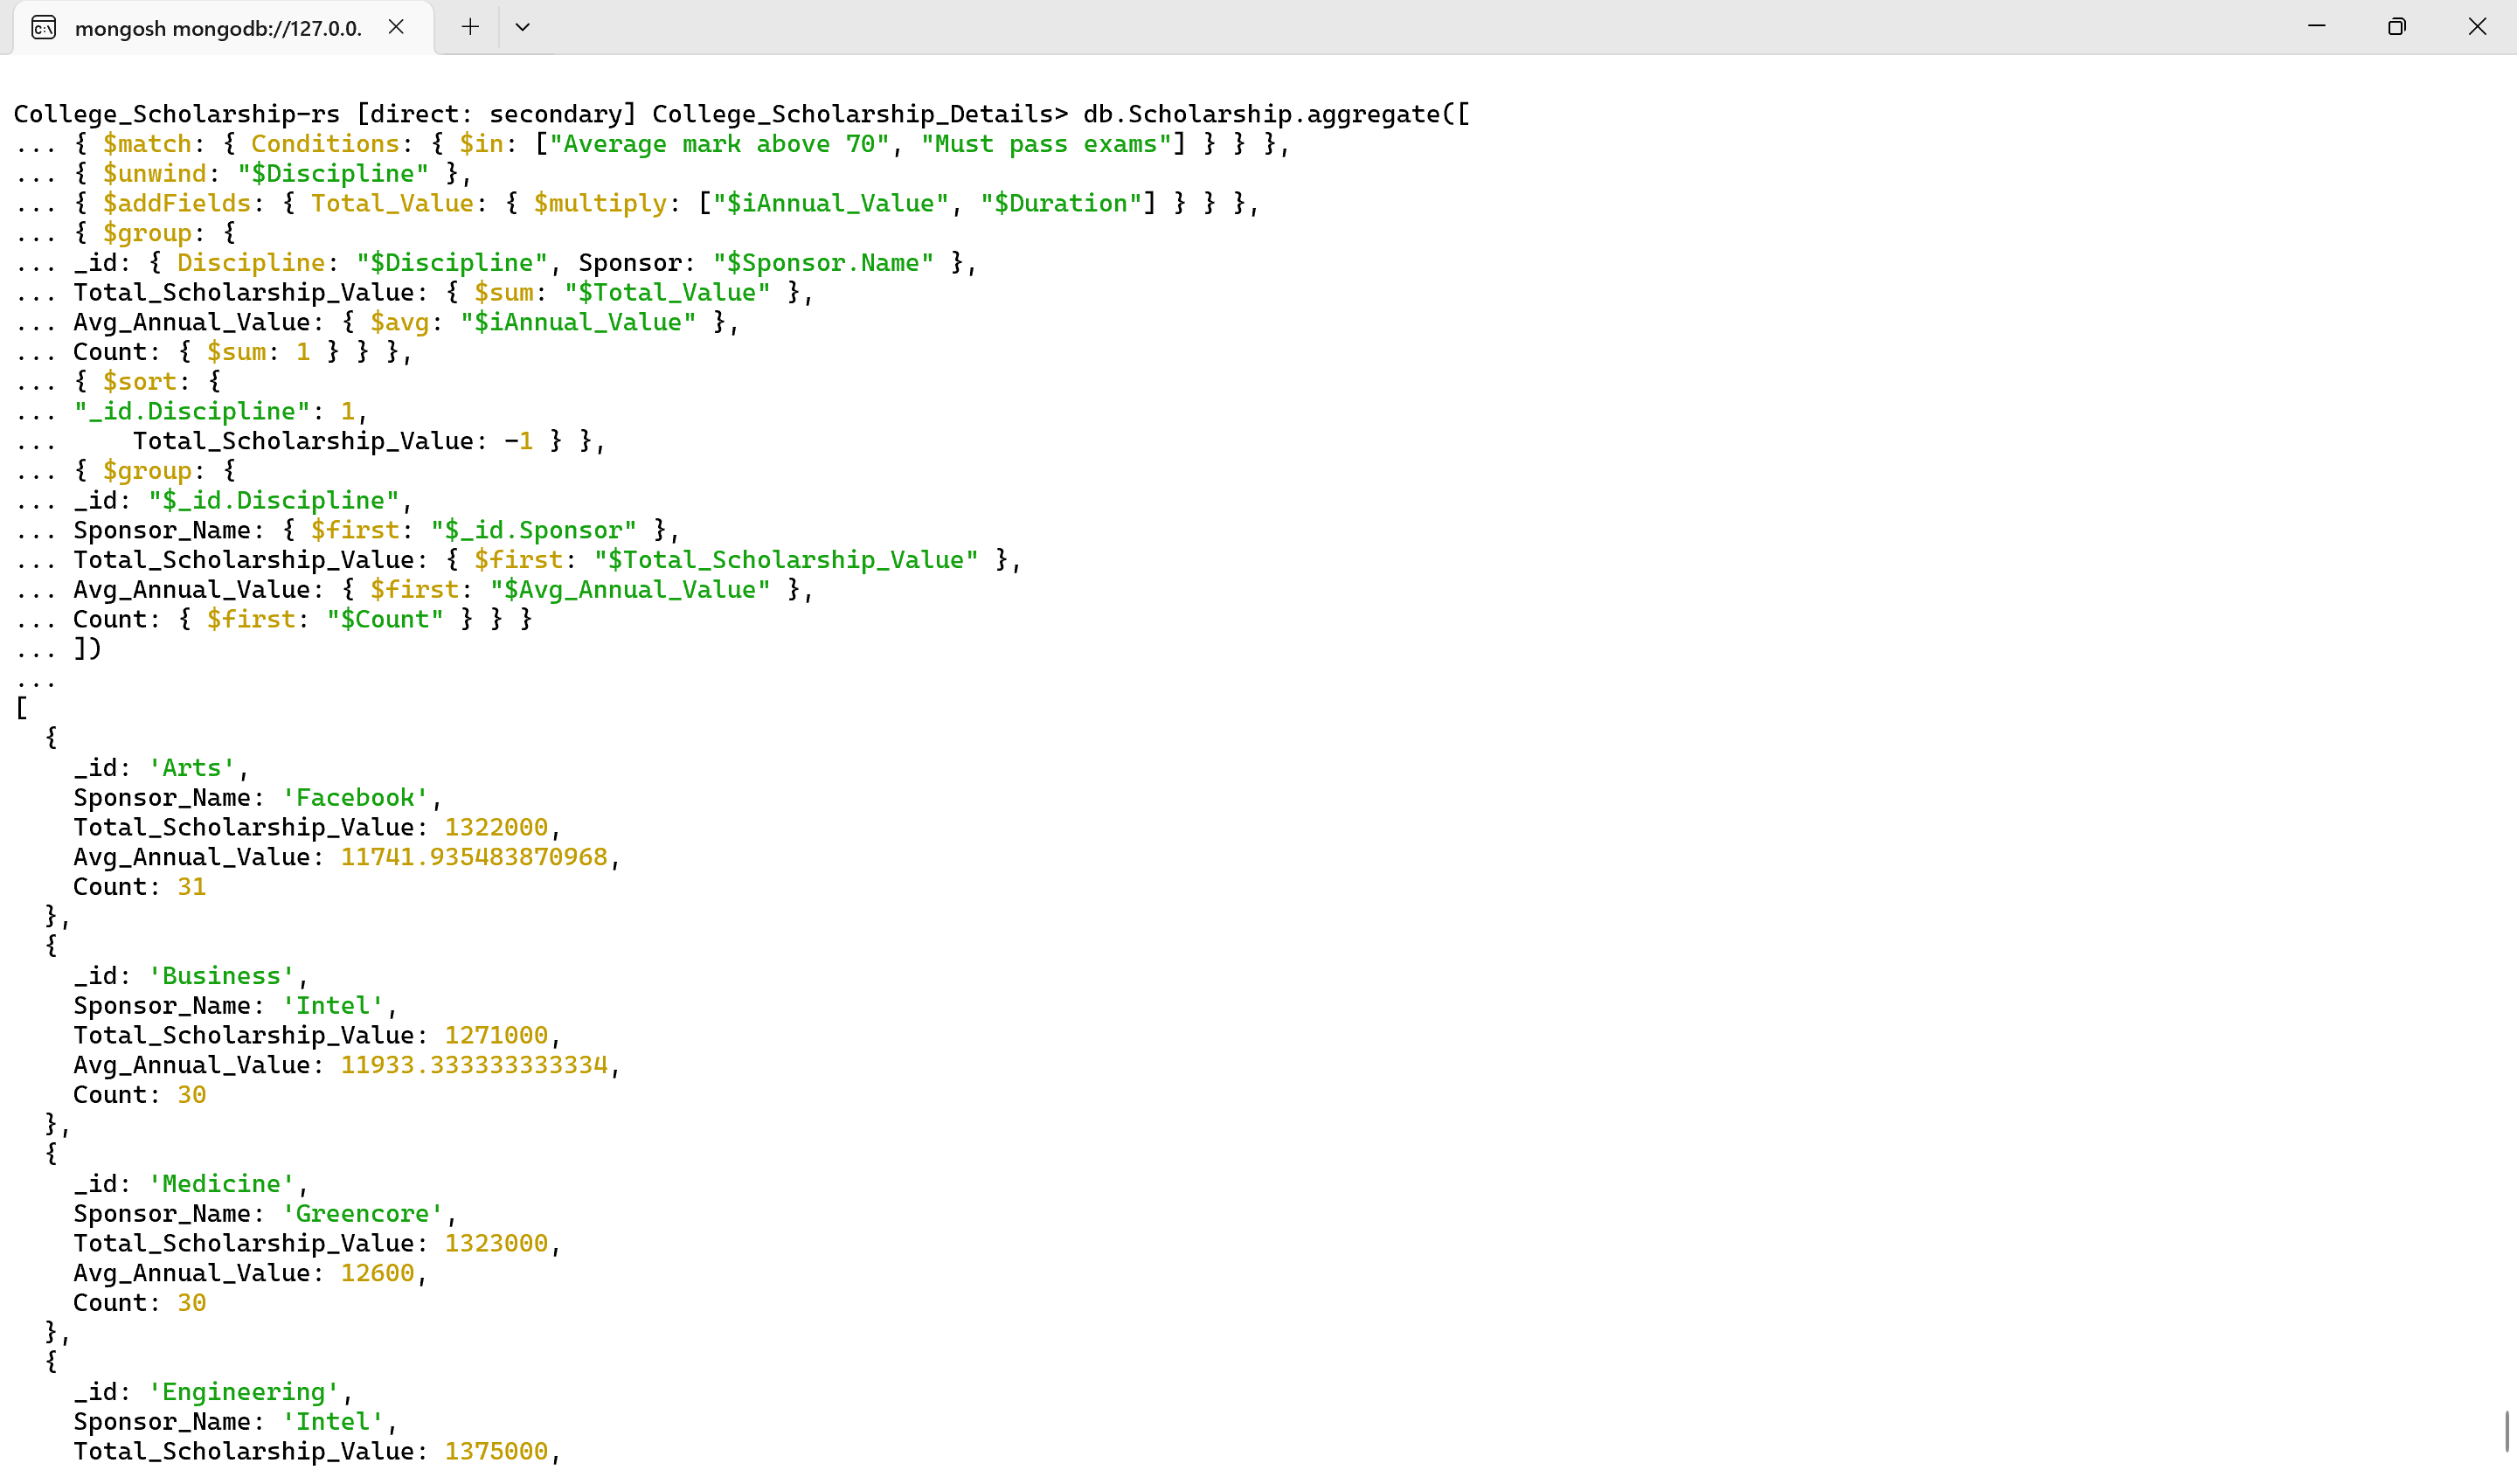 mongosh mongodb://127.0.0.
College_Scholarship-rs [direct: secondary] College_Scholarship_Details> db.Scholarship.aggregate([
... { $match: { Conditions: { $in: ["Average mark above 70", "Must pass exams"] } } },
... { $unwind: "$Discipline" },
... { $addFields: { Total_Value: { $multiply: ["$iAnnual_Value", "$Duration"] } } },
... { $group: {
... _id: { Discipline: "$Discipline", Sponsor: "$Sponsor.Name" },
... Total_Scholarship_Value: { $sum: "$Total_Value" },
... Avg_Annual_Value: { $avg: "$iAnnual_Value" },
... Count: { $sum: 1 } } },
... { $sort: {
... "_id.Discipline": 1,
...     Total_Scholarship_Value: -1 } },
... { $group: {
... _id: "$_id.Discipline",
... Sponsor_Name: { $first: "$_id.Sponsor" },
... Total_Scholarship_Value: { $first: "$Total_Scholarship_Value" },
... Avg_Annual_Value: { $first: "$Avg_Annual_Value" },
... Count: { $first: "$Count" } } }
... ])
...
[
  {
    _id: 'Arts',
    Sponsor_Name: 'Facebook',
    Total_Scholarship_Value: 1322000,
    Avg_Annual_Value: 11741.935483870968,
    Count: 31
  },
  {
    _id: 'Business',
    Sponsor_Name: 'Intel',
    Total_Scholarship_Value: 1271000,
    Avg_Annual_Value: 11933.333333333334,
    Count: 30
  },
  {
    _id: 'Medicine',
    Sponsor_Name: 'Greencore',
    Total_Scholarship_Value: 1323000,
    Avg_Annual_Value: 12600,
    Count: 30
  },
  {
    _id: 'Engineering',
    Sponsor_Name: 'Intel',
    Total_Scholarship_Value: 1375000,